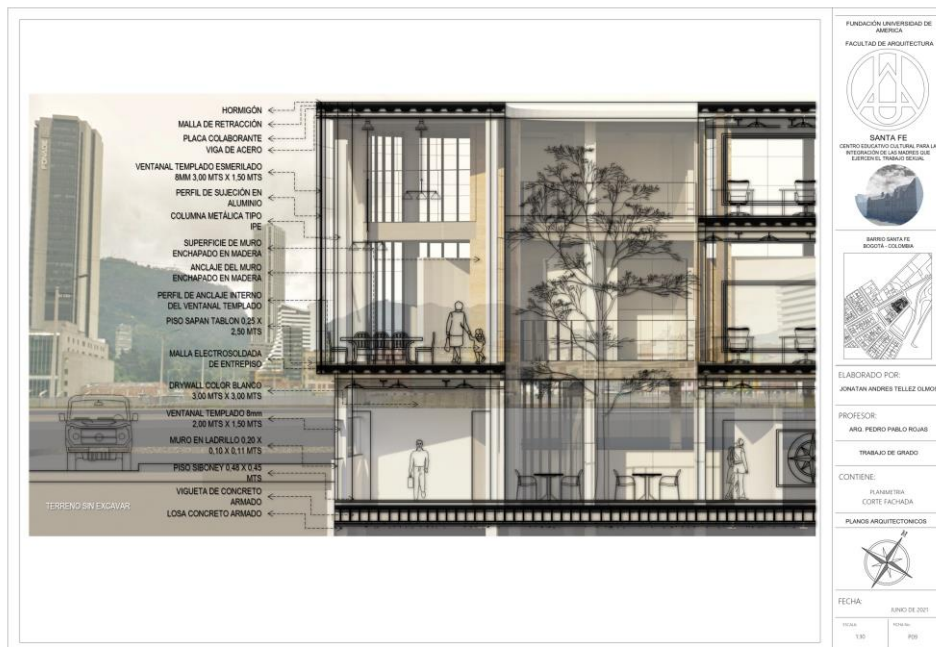 HORMIGÓN
MALLA DE RETRACCIÓN
PLACA COLABORANTE
VIGA DE ACERO
VENTANAL TEMPLADO ESMERILADO
8MM 3,00 MTS X 1,50 MTS
PERFIL DE SUJECIÓN EN
ALUMINIO
COLUMNA METÁLICA TIPO
IPE
SUPERFICIE DE MURO
ENCHAPADO EN MADERA
ANCLAJE DEL MURO
ENCHAPADO EN MADERA
PERFIL DE ANCLAJE INTERNO
DEL VENTANAL TEMPLADO
PISO SAPAN TABLON 0,25 X
2,50 MTS
MALLA ELECTROSOLDADA
DE ENTREPISO
DRYWALL COLOR BLANCO
3,00 MTS X 3,00 MTS
VENTANAL TEMPLADO 8mm
2,00 MTS X 1,50 MTS
MURO EN LADRILLO 0,20 X
0,10 X 0,11 MTS
PISO SIBONEY 0,45 X 0,45
MTS
VIGUETA DE CONCRETO
ARMADO
LOSA CONCRETO ARMADO
TERRENO SIN EXCAVAR
FONADE
FUNDACIÓN UNIVERSIDAD DE
AMERICA
FACULTAD DE ARQUITECTURA
SANTA FE
CENTRO EDUCATIVO CULTURAL PARA LA
INTEGRACIÓN DE LAS MADRES QUE
EJERCEN EL TRABAJO SEXUAL
BARRIO SANTA FE
BOGOTÁ - COLOMBIA
ELABORADO POR:
JONATAN ANDRES TELLEZ OLMOS
PROFESOR:
ARQ. PEDRO PABLO ROJAS
TRABAJO DE GRADO
CONTIENE:
PLANIMETRIA
CORTE FACHADA
PLANOS ARQUITECTONICOS
FECHA:
JUNIO DE 2021
ESCALA:
1:50